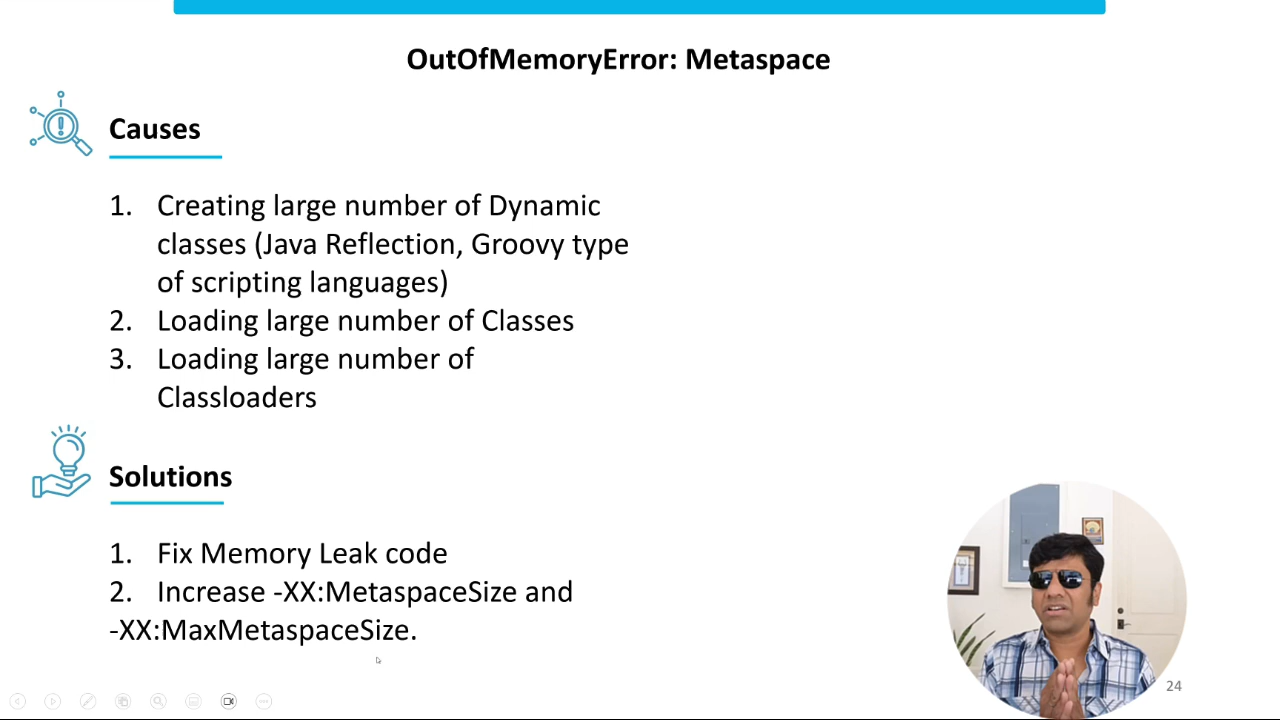 OutOfMemoryError: Metaspace
Causes
1. Creating large number of Dynamic
classes (Java Reflection, Groovy type
of scripting languages)
2. Loading large number of Classes
3. Loading large number of
Classloaders
Solutions
1. Fix Memory Leak code
2. Increase -XX:MetaspaceSize and
-XX:MaxMetaspaceSize.
24